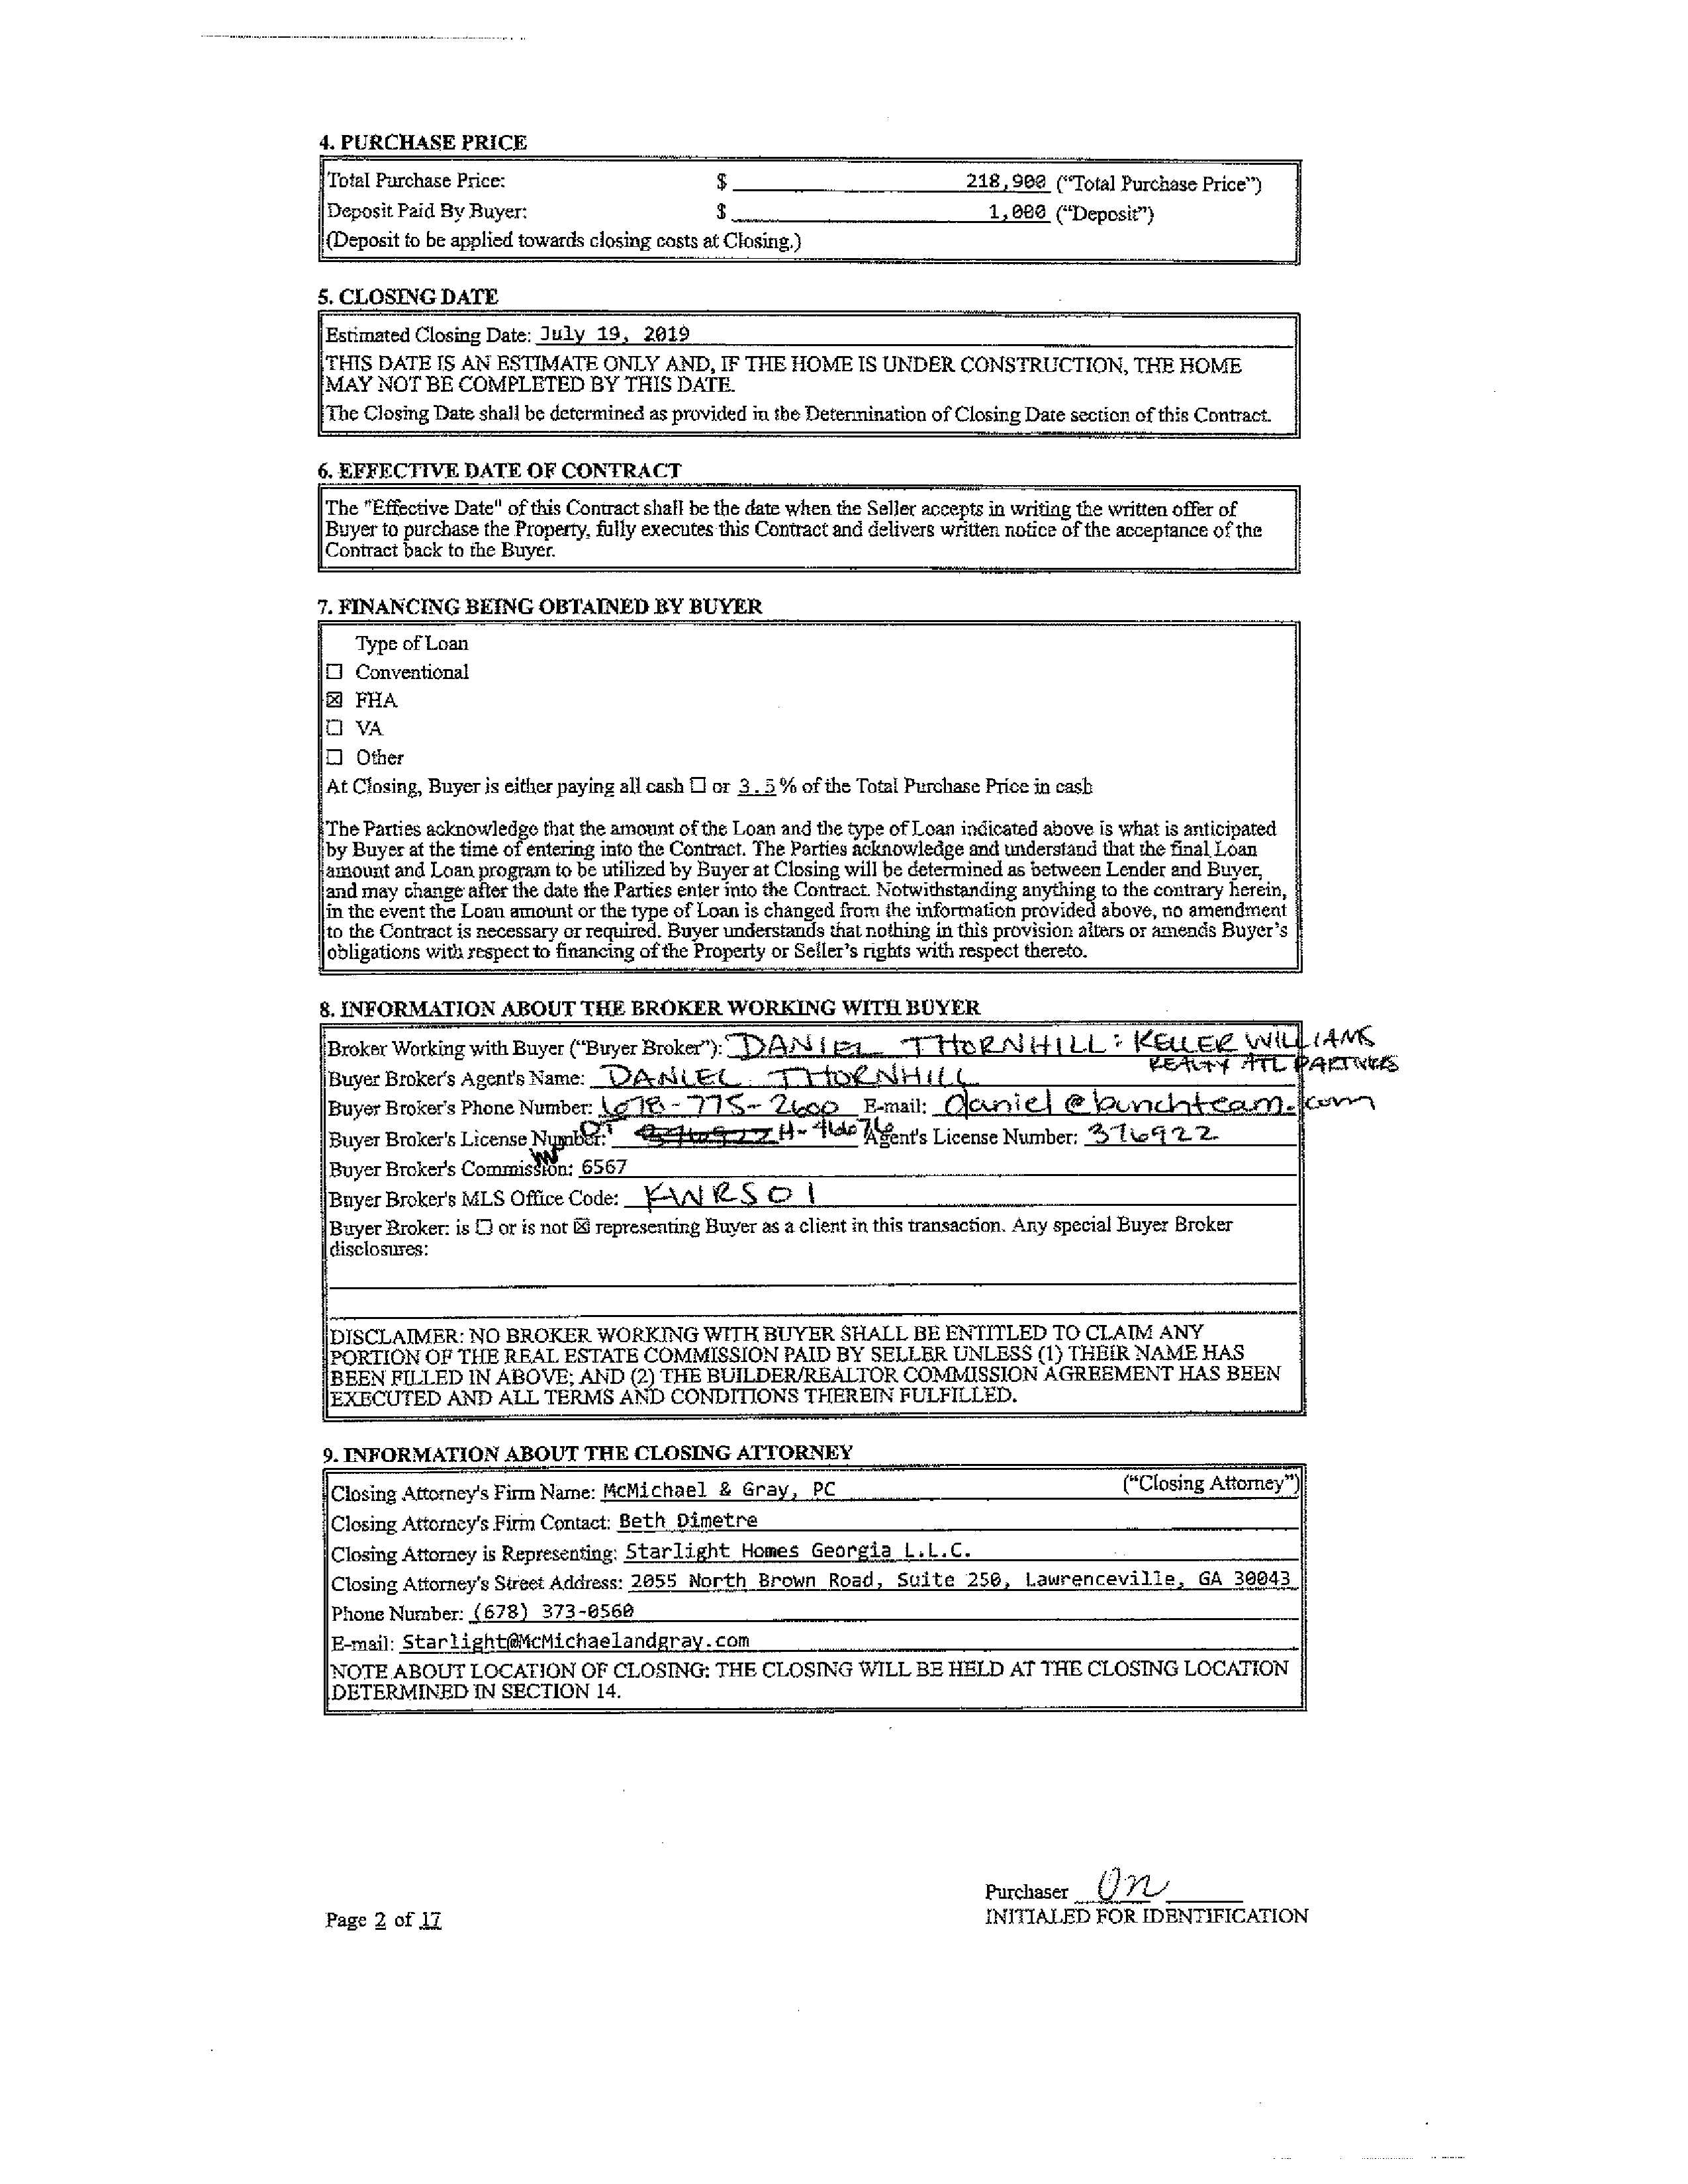 4. PURCHASE PRICE
Total Purchase Price: $ 218,900 ("Total Purchase Price")
Deposit Paid By Buyer: $ 1,000 ("Deposit")
(Deposit to be applied towards closing costs at Closing.)
5. CLOSING DATE
Estimated Closing Date: July 19, 2019
THIS DATE IS AN ESTIMATE ONLY AND, IF THE HOME IS UNDER CONSTRUCTION, THE HOME
MAY NOT BE COMPLETED BY THIS DATE.
The Closing Date shall be determined as provided in the Determination of Closing Date section of this Contract.
6. EFFECTIVE DATE OF CONTRACT
The "Effective Date" of this Contract shall be the date when the Seller accepts in writing the written offer of
Buyer to purchase the Property, fully executes this Contract and delivers written notice of the acceptance of the
Contract back to the Buyer.
7. FINANCING BEING OBTAINED BY BUYER
Type of Loan
☐ Conventional
☒ FHA
☐ VA
☐ Other
At Closing, Buyer is either paying all cash ☐ or 3.5% of the Total Purchase Price in cash
The Parties acknowledge that the amount of the Loan and the type of Loan indicated above is what is anticipated
by Buyer at the time of entering into the Contract. The Parties acknowledge and understand that the final Loan
amount and Loan program to be utilized by Buyer at Closing will be determined as between Lender and Buyer,
and may change after the date the Parties enter into the Contract. Notwithstanding anything to the contrary herein,
in the event the Loan amount or the type of Loan is changed from the information provided above, no amendment
to the Contract is necessary or required. Buyer understands that nothing in this provision alters or amends Buyer's
obligations with respect to financing of the Property or Seller's rights with respect thereto.
8. INFORMATION ABOUT THE BROKER WORKING WITH BUYER
Broker Working with Buyer ("Buyer Broker"): DANIEL THORNHILL: KELLER WILLIAMS
REALTY ATL PARTNERS
Buyer Broker's Agent's Name: DANIEL THORNHILL
Buyer Broker's Phone Number: 678-775-2600 E-mail: daniel@bunchteam.com
Buyer Broker's License Number: DT H-46676 Agent's License Number: 376922
Buyer Broker's Commission: 6567
Buyer Broker's MLS Office Code: KWRS01
Buyer Broker: is ☐ or is not ☒ representing Buyer as a client in this transaction. Any special Buyer Broker
disclosures:
DISCLAIMER: NO BROKER WORKING WITH BUYER SHALL BE ENTITLED TO CLAIM ANY
PORTION OF THE REAL ESTATE COMMISSION PAID BY SELLER UNLESS (1) THEIR NAME HAS
BEEN FILLED IN ABOVE; AND (2) THE BUILDER/REALTOR COMMISSION AGREEMENT HAS BEEN
EXECUTED AND ALL TERMS AND CONDITIONS THEREIN FULFILLED.
9. INFORMATION ABOUT THE CLOSING ATTORNEY
Closing Attorney's Firm Name: McMichael & Gray, PC ("Closing Attorney")
Closing Attorney's Firm Contact: Beth Dimetre
Closing Attorney is Representing: Starlight Homes Georgia L.L.C.
Closing Attorney's Street Address: 2055 North Brown Road, Suite 250, Lawrenceville, GA 30043
Phone Number: (678) 373-0560
E-mail: Starlight@McMichaelandgray.com
NOTE ABOUT LOCATION OF CLOSING: THE CLOSING WILL BE HELD AT THE CLOSING LOCATION
DETERMINED IN SECTION 14.
Purchaser On
INITIALED FOR IDENTIFICATION
Page 2 of 17